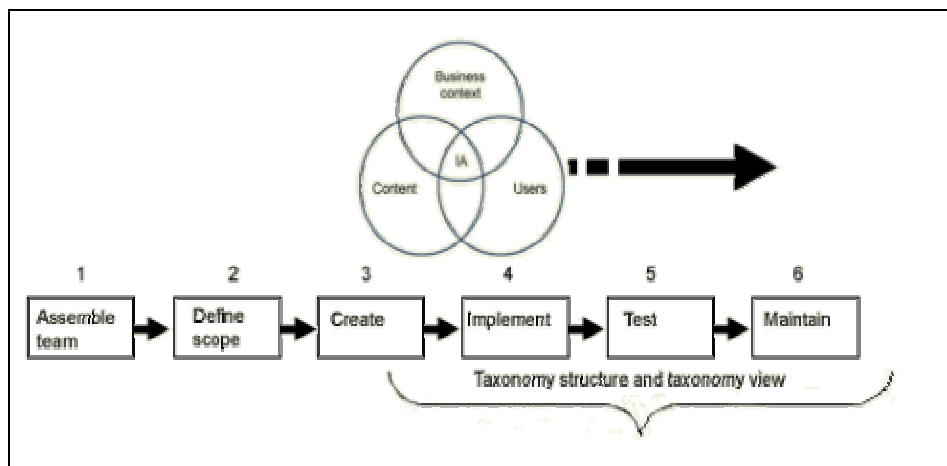 Business
context
IA
Content
Users
1
2
3
4
5
6
Assemble
team
Define
scope
Create
Implement
Test
Maintain
Taxonomy structure and taxonomy view